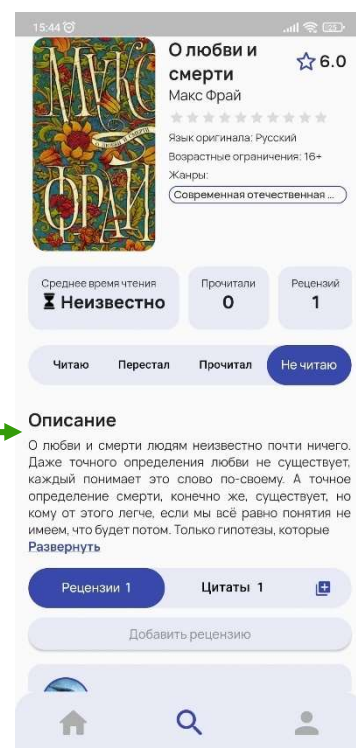 15:44
О любви и
смерти
6.0
Макс Фрай
Язык оригинала: Русский
Возрастные ограничения: 16+
Жанры:
Современная отечественная ...
МАКС
О ЛЮБВИ И СМЕРТИ
ФРАЙ
Среднее время чтения
Неизвестно
Прочитали
0
Рецензий
1
Читаю Перестал Прочитал Не читаю
Описание
О любви и смерти людям неизвестно почти ничего.
Даже точного определения любви не существует,
каждый понимает это слово по-своему. А точное
определение смерти, конечно же, существует, но
кому от этого легче, если мы всё равно понятия не
имеем, что будет потом. Только гипотезы, которые
Развернуть
Рецензии 1 Цитаты 1
Добавить рецензию